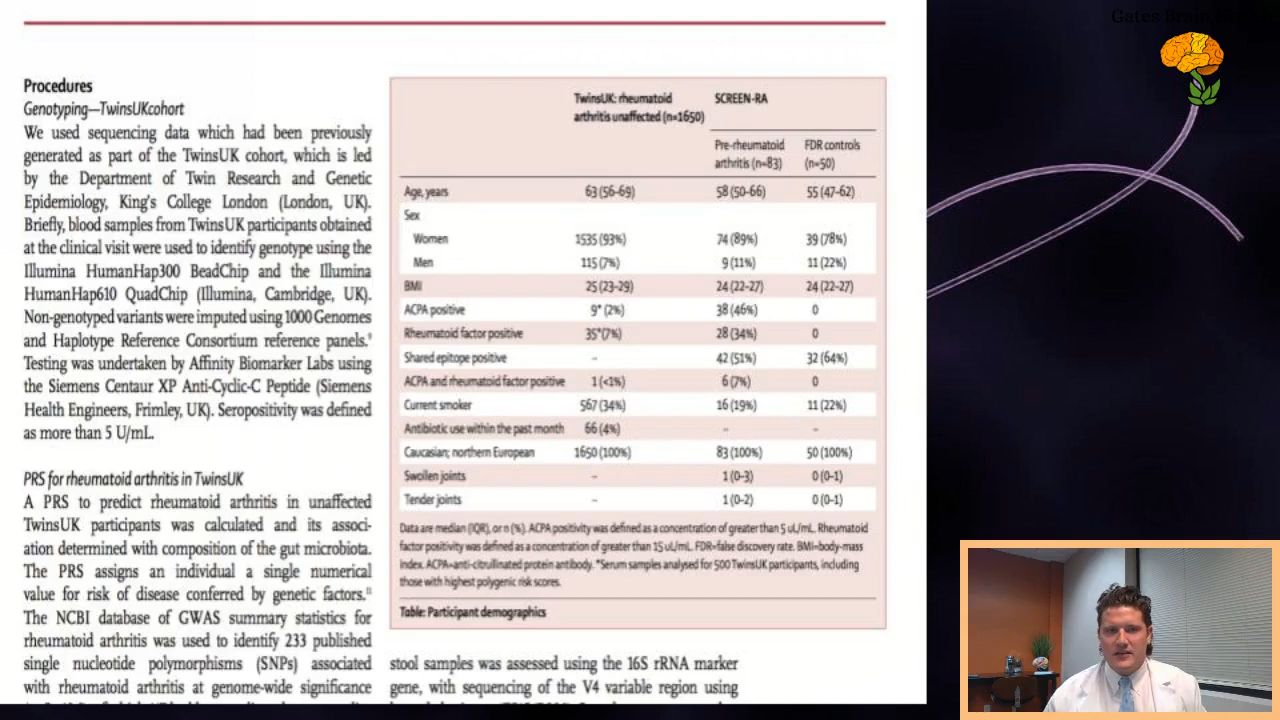 Gates Brain
Procedures
Genotyping—TwinsUKcohort
We used sequencing data which had been previously
generated as part of the TwinsUK cohort, which is led
by the Department of Twin Research and Genetic
Epidemiology, King's College London (London, UK).
Briefly, blood samples from TwinsUK participants obtained
at the clinical visit were used to identify genotype using the
Illumina HumanHap300 BeadChip and the Illumina
HumanHap610 QuadChip (Illumina, Cambridge, UK).
Non-genotyped variants were imputed using 1000 Genomes
and Haplotype Reference Consortium reference panels.⁹
Testing was undertaken by Affinity Biomarker Labs using
the Siemens Centaur XP Anti-Cyclic-C Peptide (Siemens
Health Engineers, Frimley, UK). Seropositivity was defined
as more than 5 U/mL.
PRS for rheumatoid arthritis in TwinsUK
A PRS to predict rheumatoid arthritis in unaffected
TwinsUK participants was calculated and its associ-
ation determined with composition of the gut microbiota.
The PRS assigns an individual a single numerical
value for risk of disease conferred by genetic factors.¹¹
The NCBI database of GWAS summary statistics for
rheumatoid arthritis was used to identify 233 published
single nucleotide polymorphisms (SNPs) associated
with rheumatoid arthritis at genome-wide significance
TwinsUK: rheumatoid SCREEN-RA
arthritis unaffected (n=1650)
Pre-rheumatoid FDR controls
arthritis (n=83) (n=50)
Age, years 63 (56–69) 58 (50–66) 55 (47–62)
Sex
Women 1535 (93%) 74 (89%) 39 (78%)
Men 115 (7%) 9 (11%) 11 (22%)
BMI 25 (23–29) 24 (22–27) 24 (22–27)
ACPA positive 9* (2%) 38 (46%) 0
Rheumatoid factor positive 35*(7%) 28 (34%) 0
Shared epitope positive – 42 (51%) 32 (64%)
ACPA and rheumatoid factor positive 1 (<1%) 6 (7%) 0
Current smoker 567 (34%) 16 (19%) 11 (22%)
Antibiotic use within the past month 66 (4%) – –
Caucasian; northern European 1650 (100%) 83 (100%) 50 (100%)
Swollen joints – 1 (0–3) 0 (0–1)
Tender joints – 1 (0–2) 0 (0–1)
Data are median (IQR), or n (%). ACPA positivity was defined as a concentration of greater than 5 uL/mL. Rheumatoid
factor positivity was defined as a concentration of greater than 15 uL/mL. FDR=false discovery rate. BMI=body-mass
index. ACPA=anti-citrullinated protein antibody. *Serum samples analysed for 500 TwinsUK participants, including
those with highest polygenic risk scores.
Table: Participant demographics
stool samples was assessed using the 16S rRNA marker
gene, with sequencing of the V4 variable region using